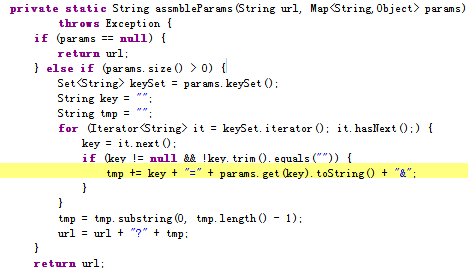 private static String assmbleParams(String url, Map<String,Object> params)
        throws Exception {
    if (params == null) {
        return url;
    } else if (params.size() > 0) {
        Set<String> keySet = params.keySet();
        String key = "";
        String tmp = "";
        for (Iterator<String> it = keySet.iterator(); it.hasNext();) {
            key = it.next();
            if (key != null && !key.trim().equals("")) {
                tmp += key + "=" + params.get(key).toString() + "&";
            }
        }
        tmp = tmp.substring(0, tmp.length() - 1);
        url = url + "?" + tmp;
    }
    return url;